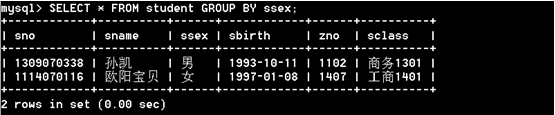 mysql> SELECT * FROM student GROUP BY ssex;
+------------+----------+------+------------+------+----------+
| sno | sname | ssex | sbirth | zno | sclass |
+------------+----------+------+------------+------+----------+
| 1309070338 | 孙凯 | 男 | 1993-10-11 | 1102 | 商务1301 |
| 1114070116 | 欧阳宝贝 | 女 | 1997-01-08 | 1407 | 工商1401 |
+------------+----------+------+------------+------+----------+
2 rows in set (0.00 sec)